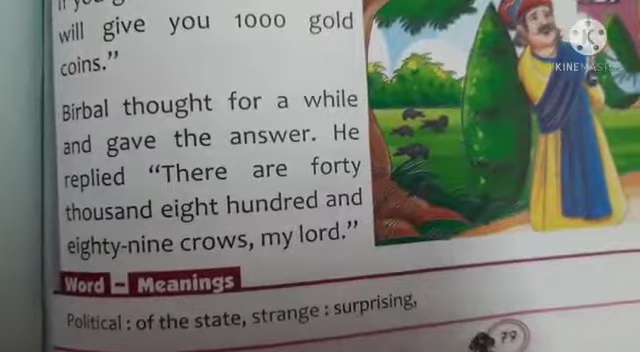 will give you 1000 gold
coins."
Birbal thought for a while
and gave the answer. He
replied "There are forty
thousand eight hundred and
eighty-nine crows, my lord."
Word - Meanings
Political : of the state, strange : surprising,
79
K